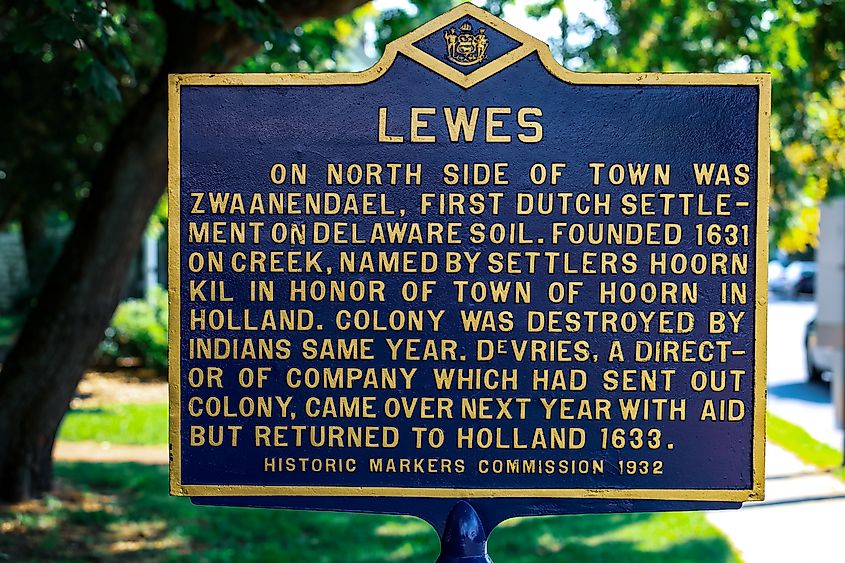 LEWES
ON NORTH SIDE OF TOWN WAS
ZWAANENDAEL, FIRST DUTCH SETTLE-
MENT ON DELAWARE SOIL. FOUNDED 1631
ON CREEK, NAMED BY SETTLERS HOORN
KIL IN HONOR OF TOWN OF HOORN IN
HOLLAND. COLONY WAS DESTROYED BY
INDIANS SAME YEAR. DEVRIES, A DIRECT-
OR OF COMPANY WHICH HAD SENT OUT
COLONY, CAME OVER NEXT YEAR WITH AID
BUT RETURNED TO HOLLAND 1633.
HISTORIC MARKERS COMMISSION 1932